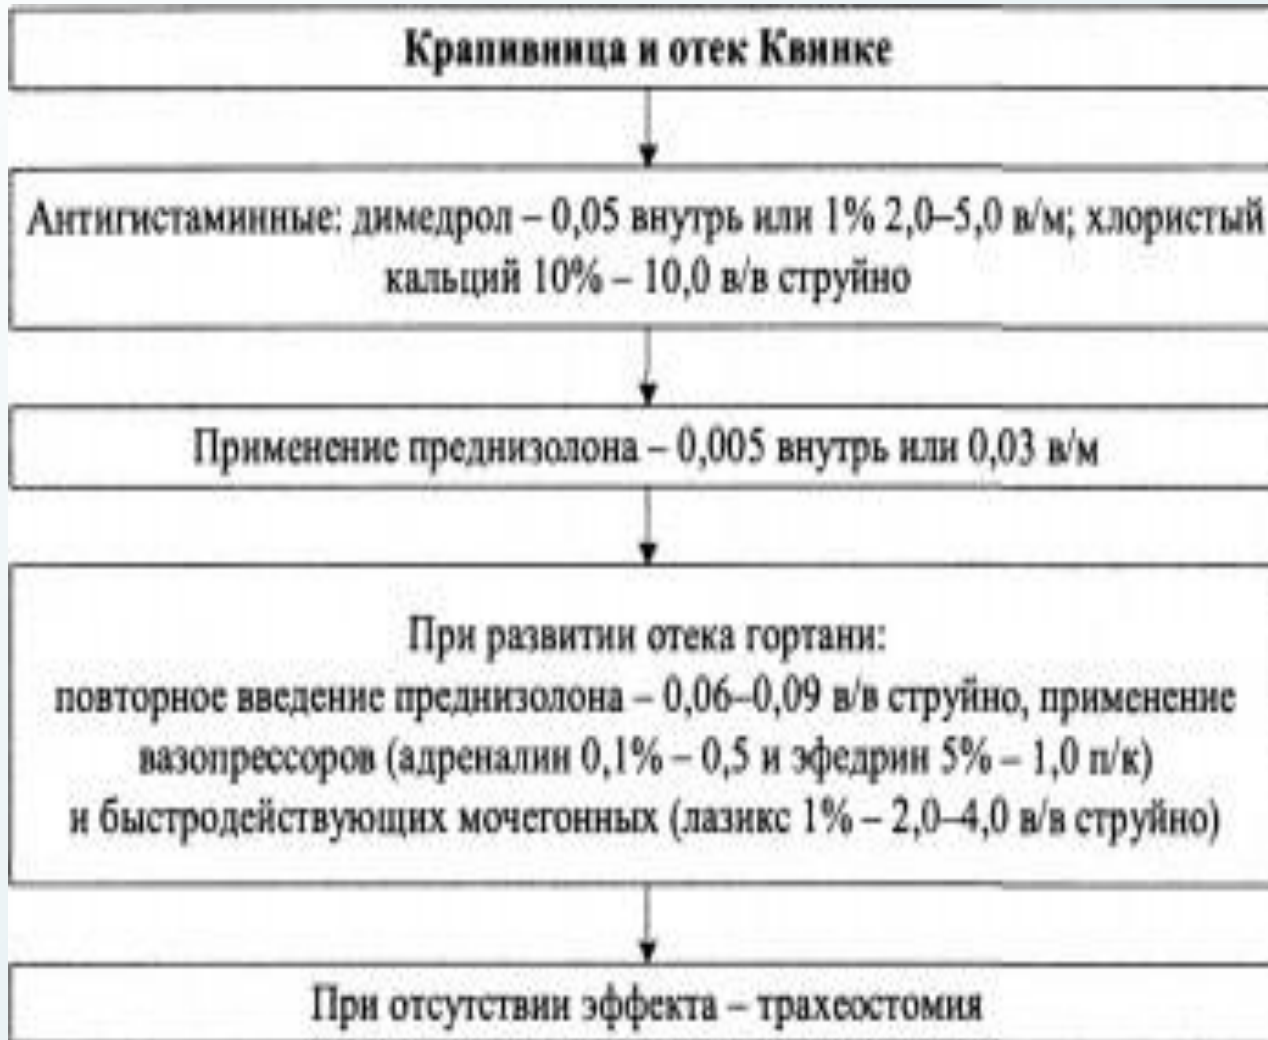 Крапивница и отек Квинке
Антигистаминные: димедрол – 0,05 внутрь или 1% 2,0–5,0 в/м; хлористый
кальций 10% – 10,0 в/в струйно
Применение преднизолона – 0,005 внутрь или 0,03 в/м
При развитии отека гортани:
повторное введение преднизолона – 0,06–0,09 в/в струйно, применение
вазопрессоров (адреналин 0,1% – 0,5 и эфедрин 5% – 1,0 п/к)
и быстродействующих мочегонных (лазикс 1% – 2,0–4,0 в/в струйно)
При отсутствии эффекта – трахеостомия